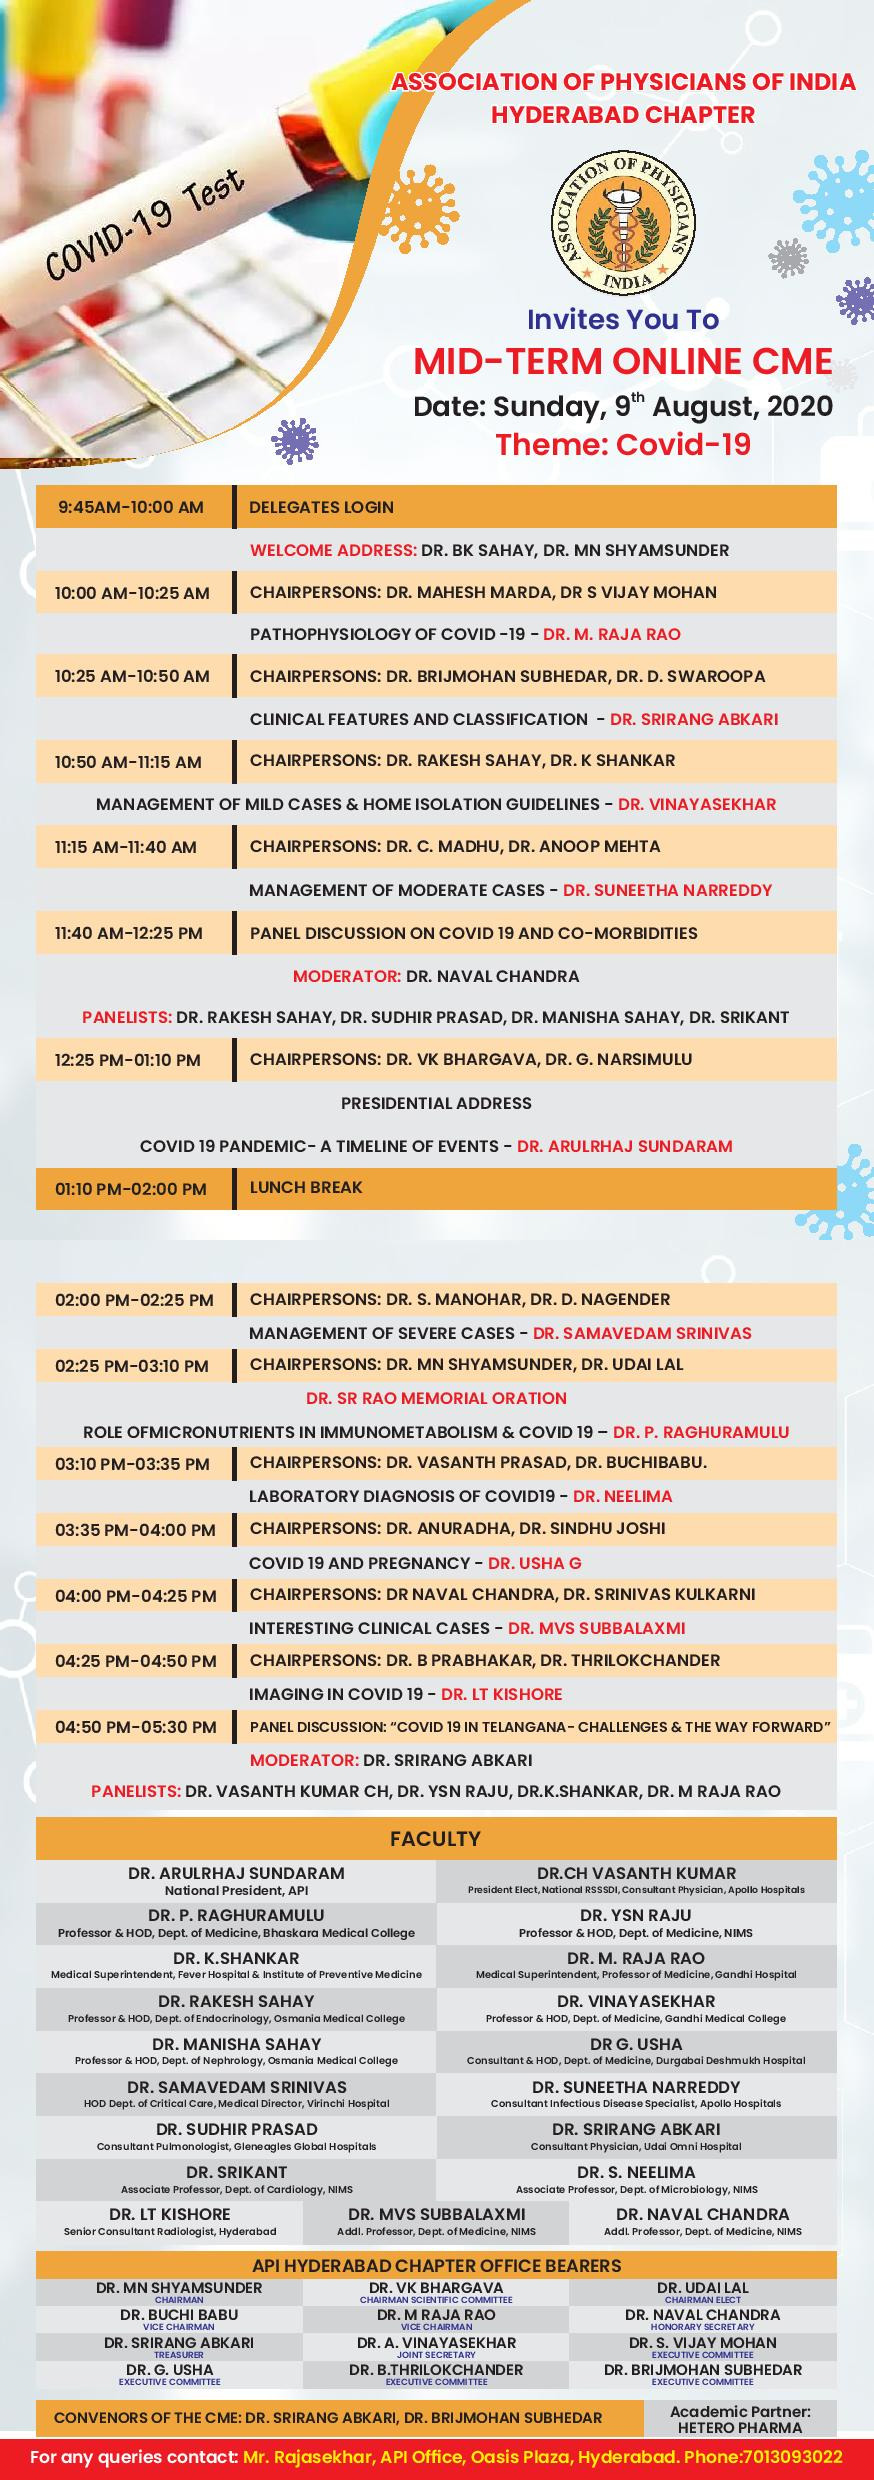 COVID-19 Test
ASSOCIATION OF PHYSICIANS OF INDIA
HYDERABAD CHAPTER
ASSOCIATION OF PHYSICIANS
INDIA
Invites You To
MID-TERM ONLINE CME
Date: Sunday, 9th August, 2020
Theme: Covid-19
9:45AM-10:00 AM DELEGATES LOGIN
WELCOME ADDRESS: DR. BK SAHAY, DR. MN SHYAMSUNDER
10:00 AM-10:25 AM CHAIRPERSONS: DR. MAHESH MARDA, DR S VIJAY MOHAN
PATHOPHYSIOLOGY OF COVID -19 - DR. M. RAJA RAO
10:25 AM-10:50 AM CHAIRPERSONS: DR. BRIJMOHAN SUBHEDAR, DR. D. SWAROOPA
CLINICAL FEATURES AND CLASSIFICATION - DR. SRIRANG ABKARI
10:50 AM-11:15 AM CHAIRPERSONS: DR. RAKESH SAHAY, DR. K SHANKAR
MANAGEMENT OF MILD CASES & HOME ISOLATION GUIDELINES - DR. VINAYASEKHAR
11:15 AM-11:40 AM CHAIRPERSONS: DR. C. MADHU, DR. ANOOP MEHTA
MANAGEMENT OF MODERATE CASES - DR. SUNEETHA NARREDDY
11:40 AM-12:25 PM PANEL DISCUSSION ON COVID 19 AND CO-MORBIDITIES
MODERATOR: DR. NAVAL CHANDRA
PANELISTS: DR. RAKESH SAHAY, DR. SUDHIR PRASAD, DR. MANISHA SAHAY, DR. SRIKANT
12:25 PM-01:10 PM CHAIRPERSONS: DR. VK BHARGAVA, DR. G. NARSIMULU
PRESIDENTIAL ADDRESS
COVID 19 PANDEMIC- A TIMELINE OF EVENTS - DR. ARULRHAJ SUNDARAM
01:10 PM-02:00 PM LUNCH BREAK
02:00 PM-02:25 PM CHAIRPERSONS: DR. S. MANOHAR, DR. D. NAGENDER
MANAGEMENT OF SEVERE CASES - DR. SAMAVEDAM SRINIVAS
02:25 PM-03:10 PM CHAIRPERSONS: DR. MN SHYAMSUNDER, DR. UDAI LAL
DR. SR RAO MEMORIAL ORATION
ROLE OFMICRONUTRIENTS IN IMMUNOMETABOLISM & COVID 19 – DR. P. RAGHURAMULU
03:10 PM-03:35 PM CHAIRPERSONS: DR. VASANTH PRASAD, DR. BUCHIBABU.
LABORATORY DIAGNOSIS OF COVID19 - DR. NEELIMA
03:35 PM-04:00 PM CHAIRPERSONS: DR. ANURADHA, DR. SINDHU JOSHI
COVID 19 AND PREGNANCY - DR. USHA G
04:00 PM-04:25 PM CHAIRPERSONS: DR NAVAL CHANDRA, DR. SRINIVAS KULKARNI
INTERESTING CLINICAL CASES - DR. MVS SUBBALAXMI
04:25 PM-04:50 PM CHAIRPERSONS: DR. B PRABHAKAR, DR. THRILOKCHANDER
IMAGING IN COVID 19 - DR. LT KISHORE
04:50 PM-05:30 PM PANEL DISCUSSION: “COVID 19 IN TELANGANA- CHALLENGES & THE WAY FORWARD”
MODERATOR: DR. SRIRANG ABKARI
PANELISTS: DR. VASANTH KUMAR CH, DR. YSN RAJU, DR.K.SHANKAR, DR. M RAJA RAO
FACULTY
DR. ARULRHAJ SUNDARAM DR.CH VASANTH KUMAR
National President, API President Elect, National RSSSDI, Consultant Physician, Apollo Hospitals
DR. P. RAGHURAMULU DR. YSN RAJU
Professor & HOD, Dept. of Medicine, Bhaskara Medical College Professor & HOD, Dept. of Medicine, NIMS
DR. K.SHANKAR DR. M. RAJA RAO
Medical Superintendent, Fever Hospital & Institute of Preventive Medicine Medical Superintendent, Professor of Medicine, Gandhi Hospital
DR. RAKESH SAHAY DR. VINAYASEKHAR
Professor & HOD, Dept. of Endocrinology, Osmania Medical College Professor & HOD, Dept. of Medicine, Gandhi Medical College
DR. MANISHA SAHAY DR G. USHA
Professor & HOD, Dept. of Nephrology, Osmania Medical College Consultant & HOD, Dept. of Medicine, Durgabai Deshmukh Hospital
DR. SAMAVEDAM SRINIVAS DR. SUNEETHA NARREDDY
HOD Dept. of Critical Care, Medical Director, Virinchi Hospital Consultant Infectious Disease Specialist, Apollo Hospitals
DR. SUDHIR PRASAD DR. SRIRANG ABKARI
Consultant Pulmonologist, Gleneagles Global Hospitals Consultant Physician, Udai Omni Hospital
DR. SRIKANT DR. S. NEELIMA
Associate Professor, Dept. of Cardiology, NIMS Associate Professor, Dept. of Microbiology, NIMS
DR. LT KISHORE DR. MVS SUBBALAXMI DR. NAVAL CHANDRA
Senior Consultant Radiologist, Hyderabad Addl. Professor, Dept. of Medicine, NIMS Addl. Professor, Dept. of Medicine, NIMS
API HYDERABAD CHAPTER OFFICE BEARERS
DR. MN SHYAMSUNDER DR. VK BHARGAVA DR. UDAI LAL
CHAIRMAN CHAIRMAN SCIENTIFIC COMMITTEE CHAIRMAN ELECT
DR. BUCHI BABU DR. M RAJA RAO DR. NAVAL CHANDRA
VICE CHAIRMAN VICE CHAIRMAN HONORARY SECRETARY
DR. SRIRANG ABKARI DR. A. VINAYASEKHAR DR. S. VIJAY MOHAN
TREASURER JOINT SECRETARY EXECUTIVE COMMITTEE
DR. G. USHA DR. B.THRILOKCHANDER DR. BRIJMOHAN SUBHEDAR
EXECUTIVE COMMITTEE EXECUTIVE COMMITTEE EXECUTIVE COMMITTEE
CONVENORS OF THE CME: DR. SRIRANG ABKARI, DR. BRIJMOHAN SUBHEDAR
Academic Partner:
HETERO PHARMA
For any queries contact: Mr. Rajasekhar, API Office, Oasis Plaza, Hyderabad. Phone:7013093022